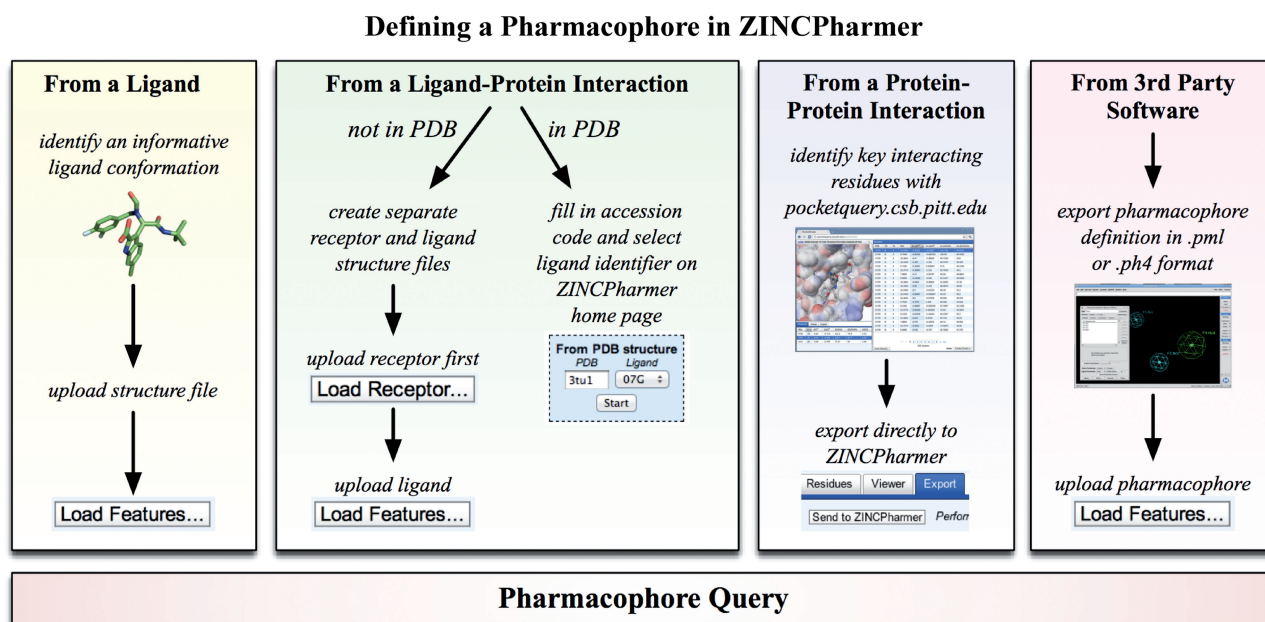 Defining a Pharmacophore in ZINCPharmer
From a Ligand
identify an informative
ligand conformation
upload structure file
Load Features...
From a Ligand-Protein Interaction
not in PDB
in PDB
create separate
receptor and ligand
structure files
upload receptor first
Load Receptor...
upload ligand
Load Features...
fill in accession
code and select
ligand identifier on
ZINCPharmer
home page
From PDB structure
PDB Ligand
3tu1 07G
Start
From a Protein-
Protein Interaction
identify key interacting
residues with
pocketquery.csb.pitt.edu
export directly to
ZINCPharmer
Residues Viewer Export
Send to ZINCPharmer Perforn
From 3rd Party
Software
export pharmacophore
definition in .pml
or .ph4 format
upload pharmacophore
Load Features...
Pharmacophore Query